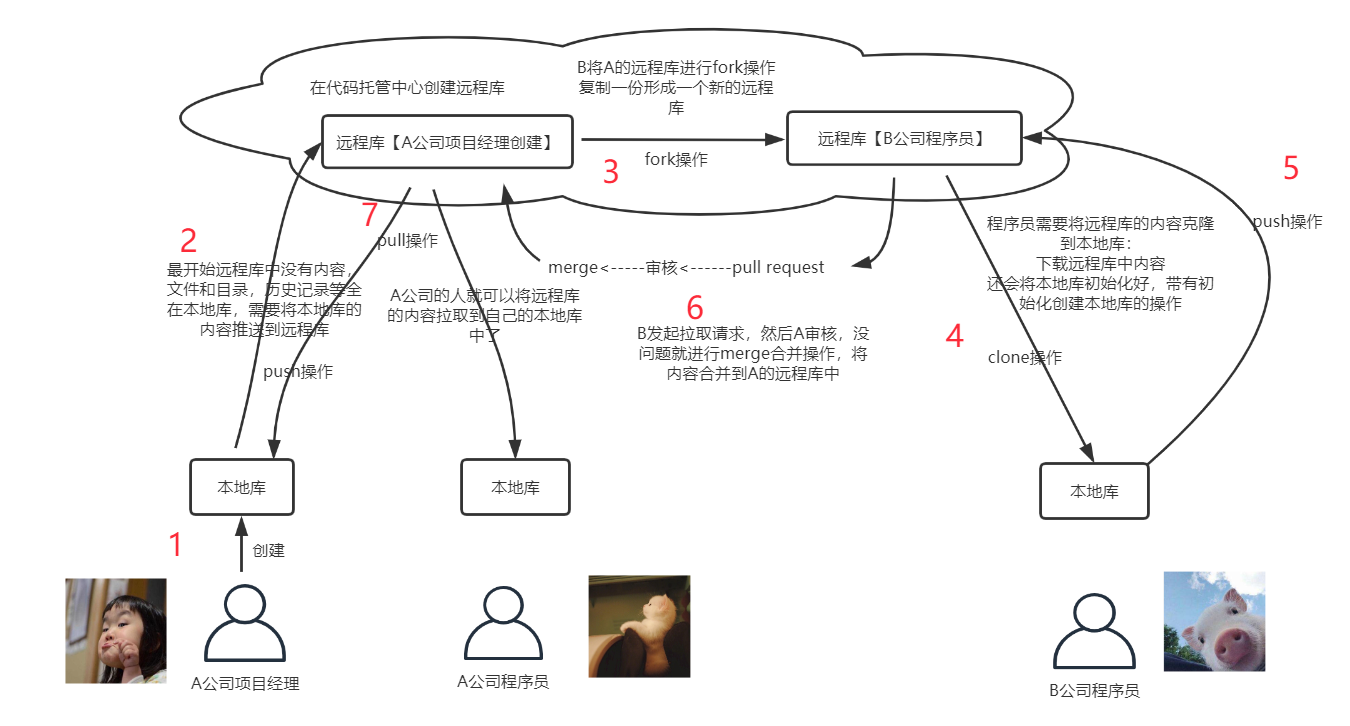 在代码托管中心创建远程库
B将A的远程库进行fork操作
复制一份形成一个新的远程
库
远程库【A公司项目经理创建】
远程库【B公司程序员】
fork操作
3
5
7
2
pull操作
push操作
程序员需要将远程库的内容克隆
到本地库：
下载远程库中内容
还会将本地库初始化好，带有初
始化创建本地库的操作
最开始远程库中没有内容，
文件和目录，历史记录等全
在本地库，需要将本地库的
内容推送到远程库
merge<-----审核<------pull request
A公司的人就可以将远程库
的内容拉取到自己的本地库
中了
6
B发起拉取请求，然后A审核，没
问题就进行merge合并操作，将
内容合并到A的远程库中
4
clone操作
push操作
本地库
本地库
本地库
1
创建
A公司项目经理
A公司程序员
B公司程序员